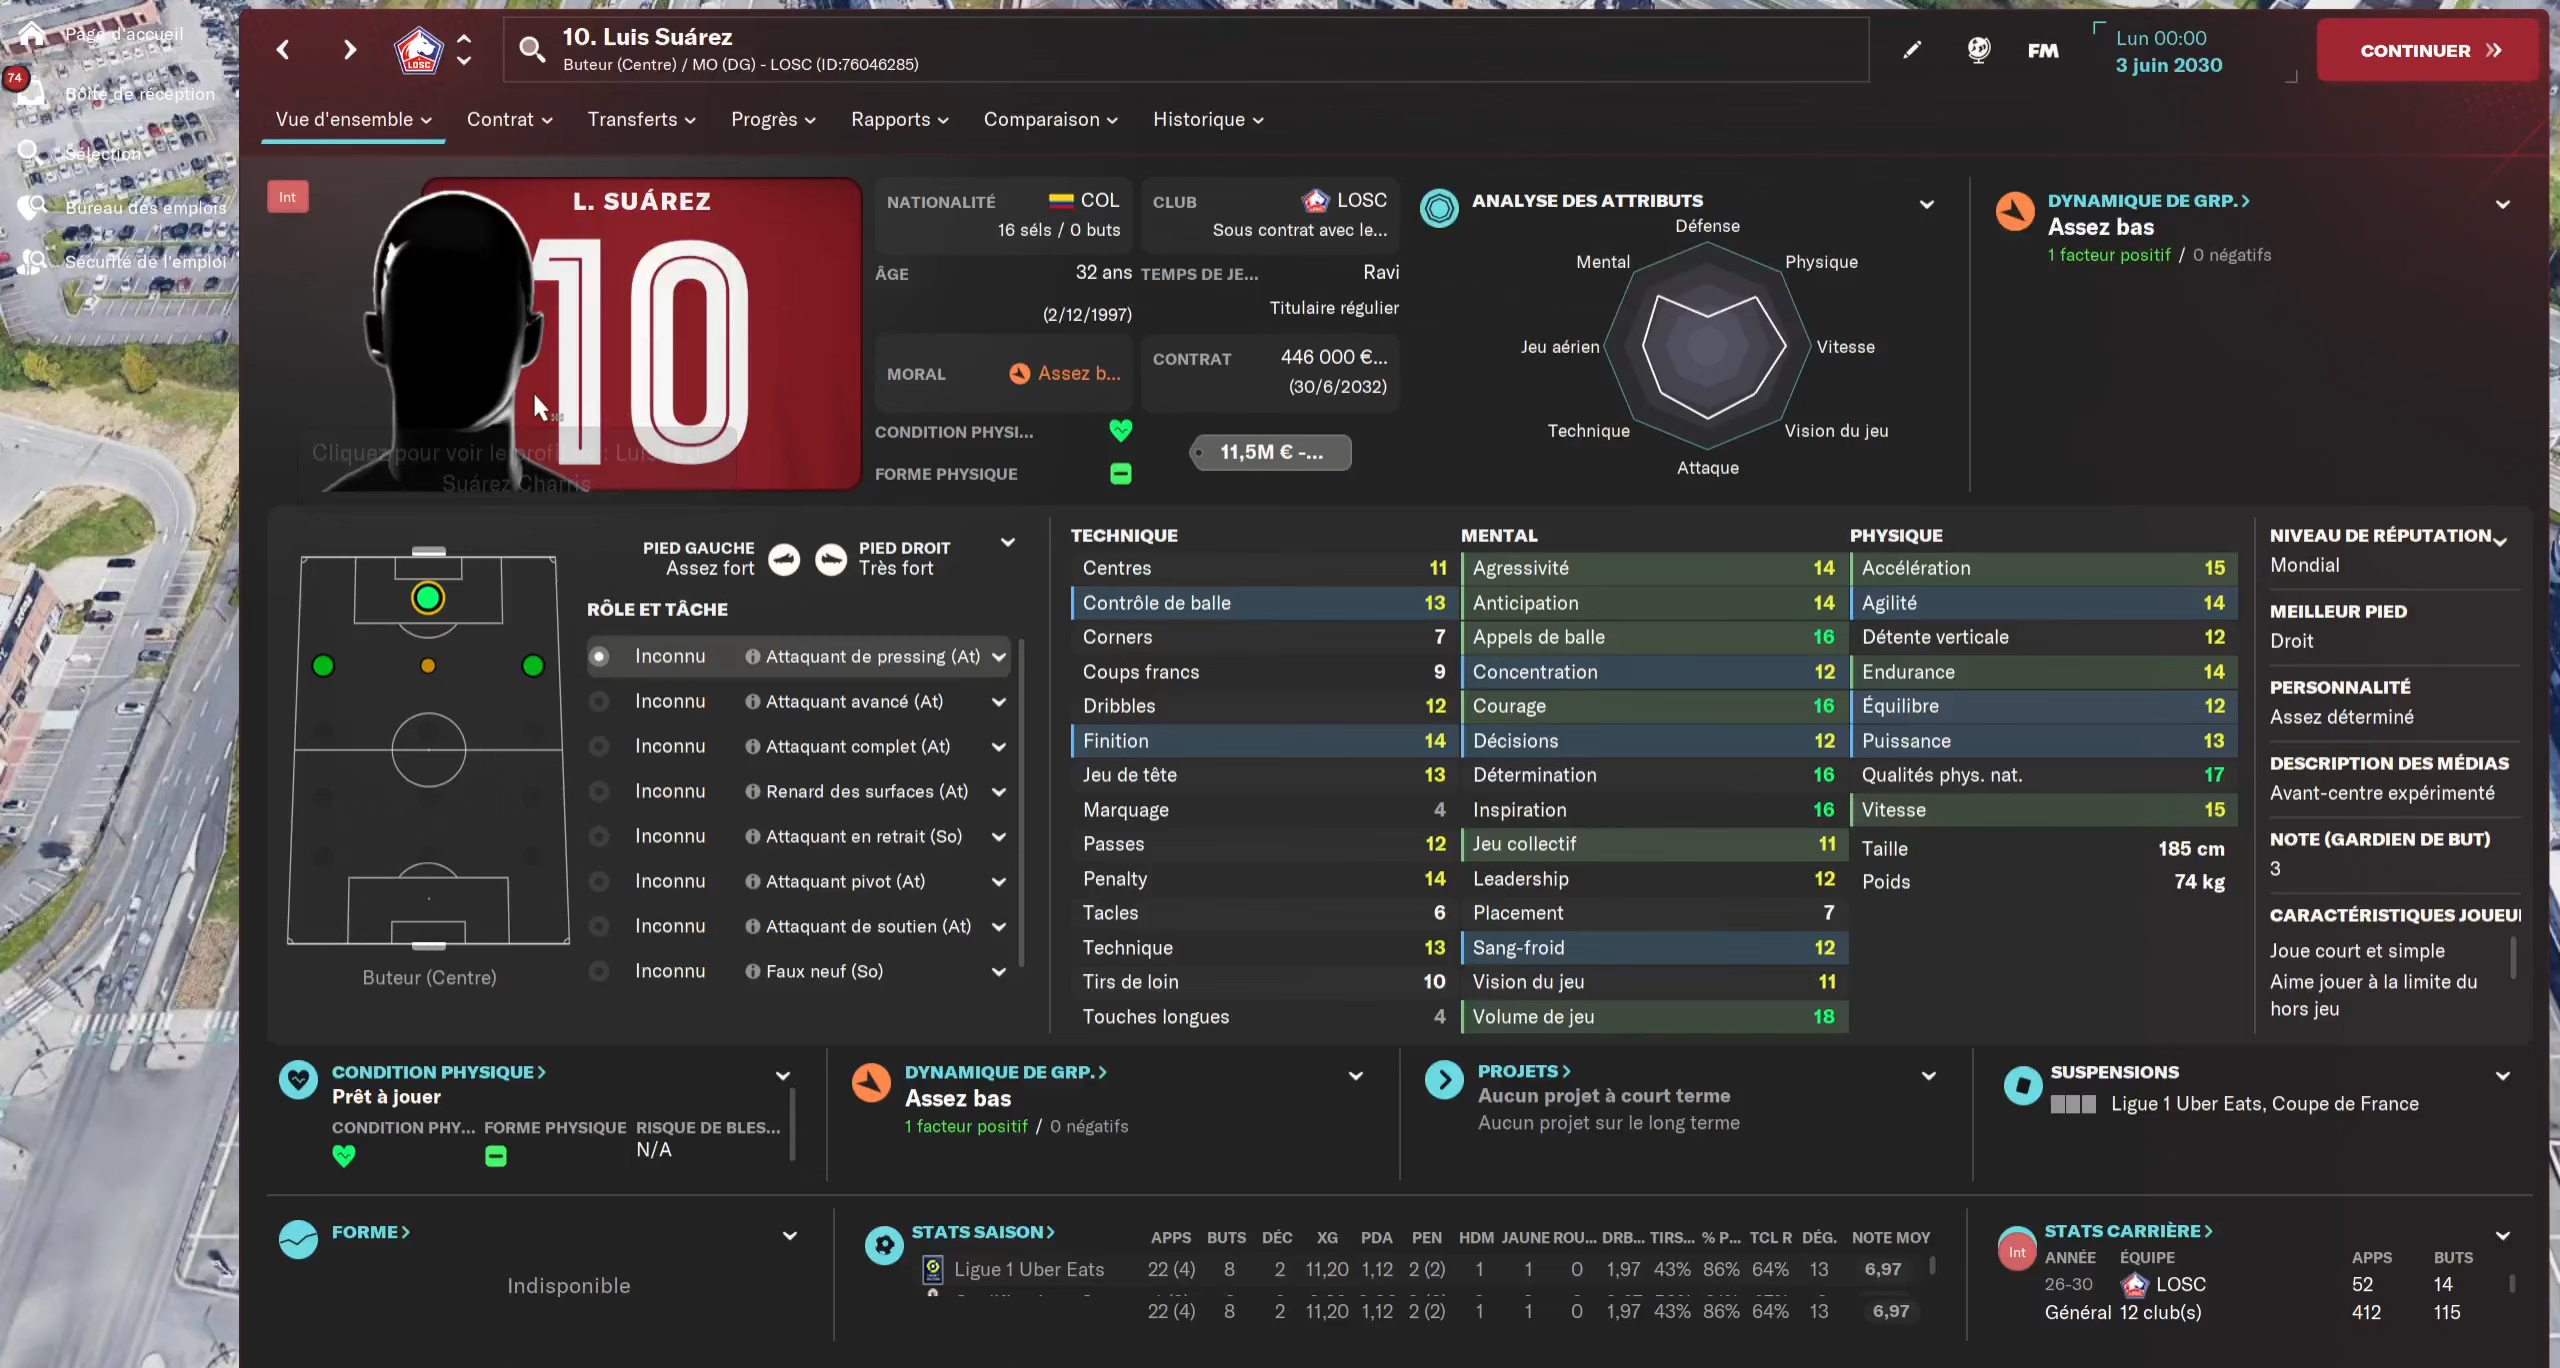 Page d'accueil
74
Boîte de réception
Sélection
Bureau des emplois
Sécurité de l'emploi
10. Luis Suárez
Buteur (Centre) / MO (DG) - LOSC (ID:76046285)
FM
Lun 00:00
3 juin 2030
CONTINUER
Vue d'ensemble
Contrat
Transferts
Progrès
Rapports
Comparaison
Historique
Int
L. SUÁREZ
10
Cliquez pour voir le profil
Suárez Charris
NATIONALITÉ COL
16 séls / 0 buts
ÂGE 32 ans
(2/12/1997)
MORAL Assez b...
CONDITION PHYSI...
FORME PHYSIQUE
CLUB LOSC
Sous contrat avec le...
TEMPS DE JE... Ravi
Titulaire régulier
CONTRAT 446 000 €...
(30/6/2032)
11,5M € -...
ANALYSE DES ATTRIBUTS
Défense
Mental
Physique
Jeu aérien
Vitesse
Technique
Vision du jeu
Attaque
DYNAMIQUE DE GRP.
Assez bas
1 facteur positif / 0 négatifs
PIED GAUCHE
Assez fort
PIED DROIT
Très fort
Buteur (Centre)
RÔLE ET TÂCHE
Inconnu Attaquant de pressing (At)
Inconnu Attaquant avancé (At)
Inconnu Attaquant complet (At)
Inconnu Renard des surfaces (At)
Inconnu Attaquant en retrait (So)
Inconnu Attaquant pivot (At)
Inconnu Attaquant de soutien (At)
Inconnu Faux neuf (So)
TECHNIQUE
Centres 11
Contrôle de balle 13
Corners 7
Coups francs 9
Dribbles 12
Finition 14
Jeu de tête 13
Marquage 4
Passes 12
Penalty 14
Tacles 6
Technique 13
Tirs de loin 10
Touches longues 4
MENTAL
Agressivité 14
Anticipation 14
Appels de balle 16
Concentration 12
Courage 16
Décisions 12
Détermination 16
Inspiration 16
Jeu collectif 11
Leadership 12
Placement 7
Sang-froid 12
Vision du jeu 11
Volume de jeu 18
PHYSIQUE
Accélération 15
Agilité 14
Détente verticale 12
Endurance 14
Équilibre 12
Puissance 13
Qualités phys. nat. 17
Vitesse 15
Taille 185 cm
Poids 74 kg
NIVEAU DE RÉPUTATION
Mondial
MEILLEUR PIED
Droit
PERSONNALITÉ
Assez déterminé
DESCRIPTION DES MÉDIAS
Avant-centre expérimenté
NOTE (GARDIEN DE BUT)
3
CARACTÉRISTIQUES JOUEU
Joue court et simple
Aime jouer à la limite du
hors jeu
CONDITION PHYSIQUE
Prêt à jouer
CONDITION PHY... FORME PHYSIQUE RISQUE DE BLES...
N/A
DYNAMIQUE DE GRP.
Assez bas
1 facteur positif / 0 négatifs
PROJETS
Aucun projet à court terme
Aucun projet sur le long terme
SUSPENSIONS
Ligue 1 Uber Eats, Coupe de France
FORME
Indisponible
STATS SAISON APPS BUTS DÉC XG PDA PEN HDM JAUNE ROU... DRB... TIRS... % P... TCL R DÉG. NOTE MOY
Ligue 1 Uber Eats 22 (4) 8 2 11,20 1,12 2 (2) 1 1 0 1,97 43% 86% 64% 13 6,97
22 (4) 8 2 11,20 1,12 2 (2) 1 1 0 1,97 43% 86% 64% 13 6,97
Int
STATS CARRIÈRE
ANNÉE ÉQUIPE APPS BUTS
26-30 LOSC 52 14
Général 12 club(s) 412 115